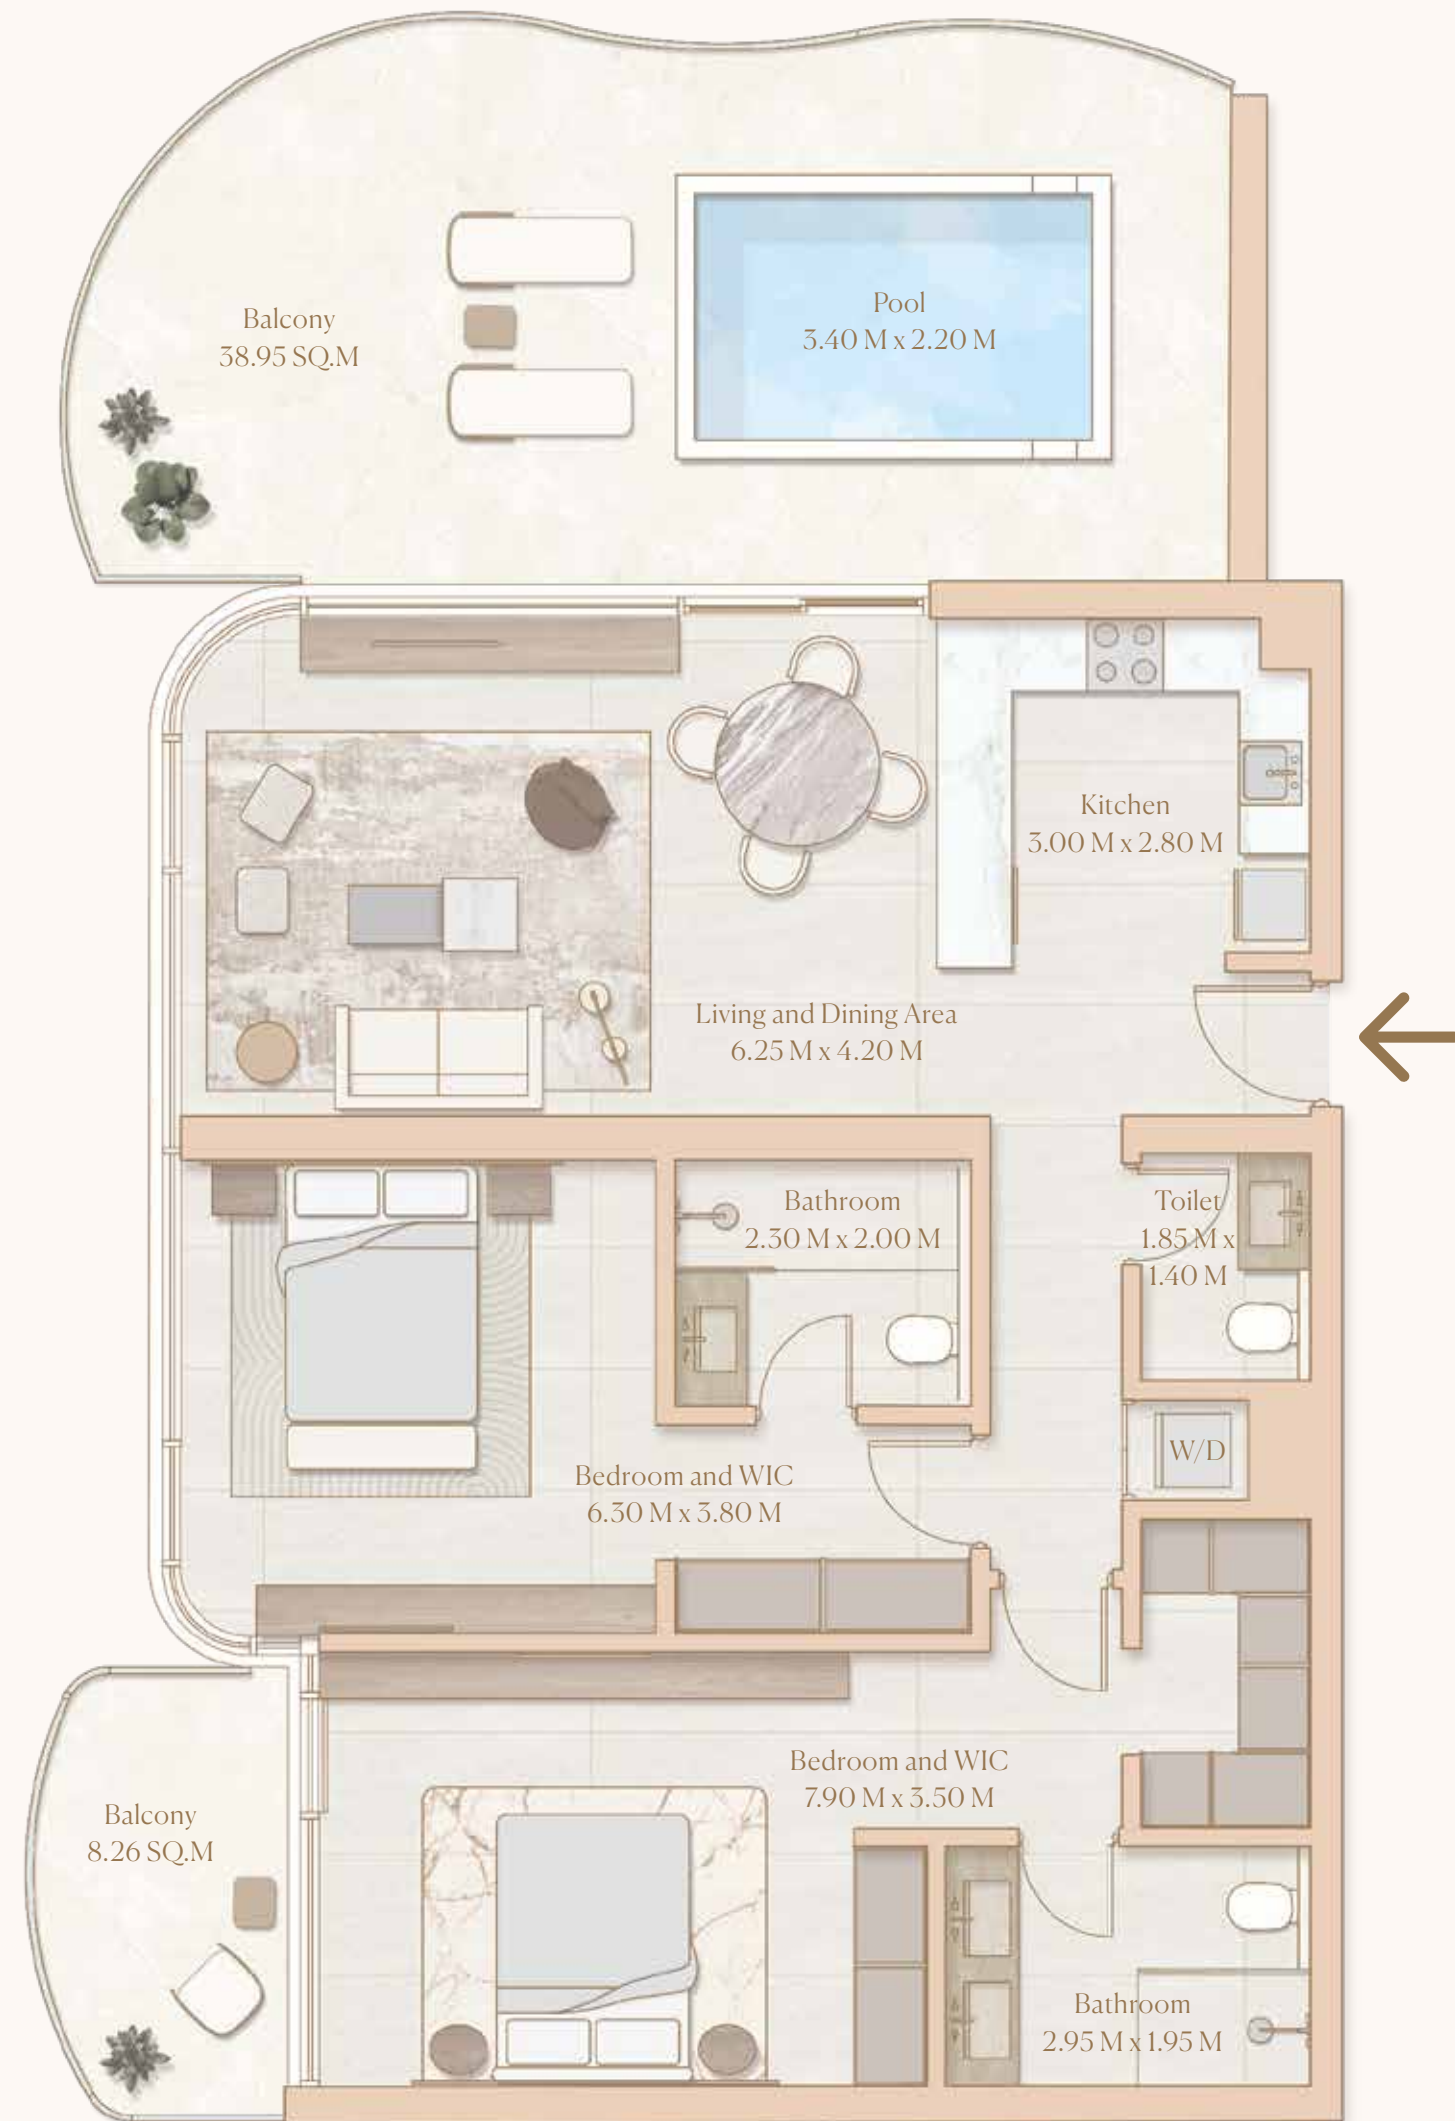 Pool
3.40 M x 2.20 M
Balcony
38.95 SQ.M
Kitchen
3.00 M x 2.80 M
Living and Dining Area
6.25 M x 4.20 M
Bathroom
2.30 M x 2.00 M
Toilet
1.85 M x
1.40 M
W/D
Bedroom and WIC
6.30 M x 3.80 M
Bedroom and WIC
7.90 M x 3.50 M
Balcony
8.26 SQ.M
Bathroom
2.95 M x 1.95 M